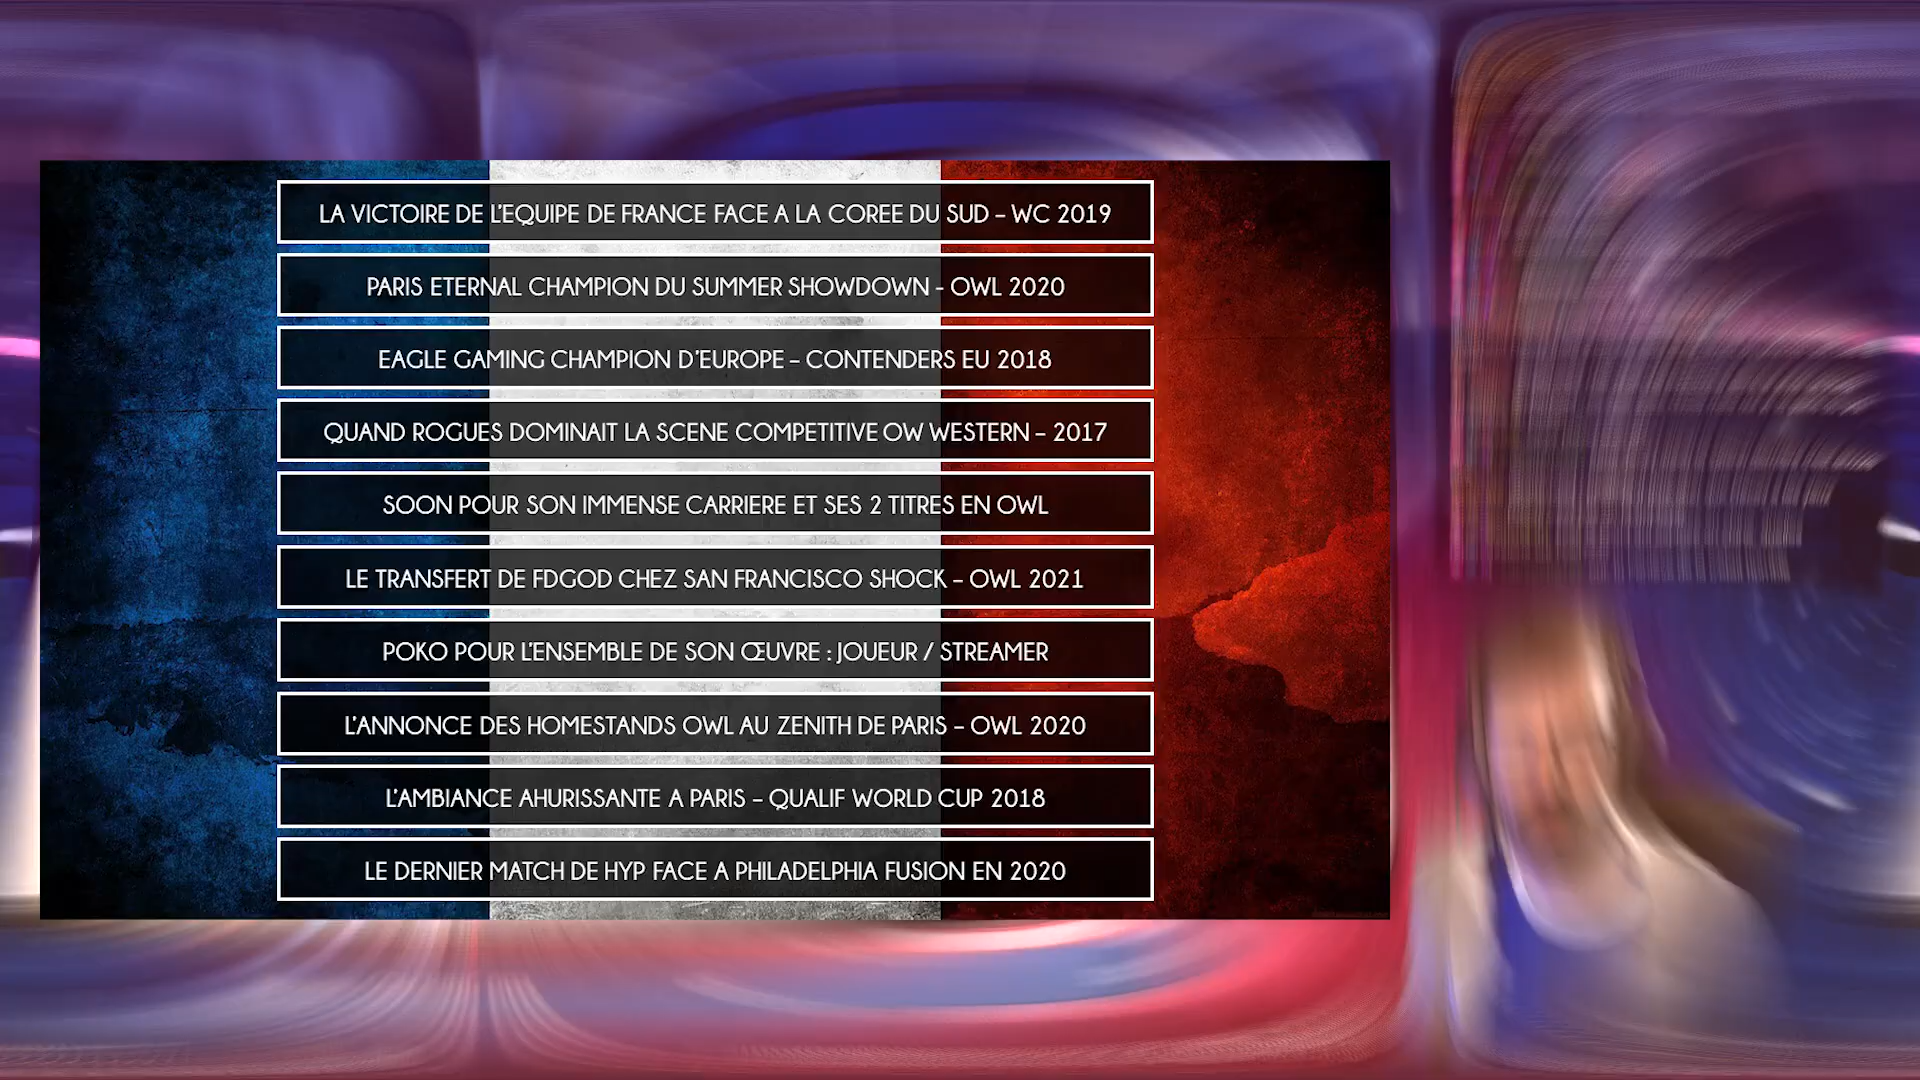 LA VICTOIRE DE L'EQUIPE DE FRANCE FACE A LA COREE DU SUD – WC 2019
PARIS ETERNAL CHAMPION DU SUMMER SHOWDOWN - OWL 2020
EAGLE GAMING CHAMPION D'EUROPE – CONTENDERS EU 2018
QUAND ROGUES DOMINAIT LA SCENE COMPETITIVE OW WESTERN – 2017
SOON POUR SON IMMENSE CARRIERE ET SES 2 TITRES EN OWL
LE TRANSFERT DE FDGOD CHEZ SAN FRANCISCO SHOCK – OWL 2021
POKO POUR L'ENSEMBLE DE SON ŒUVRE : JOUEUR / STREAMER
L'ANNONCE DES HOMESTANDS OWL AU ZENITH DE PARIS – OWL 2020
L'AMBIANCE AHURISSANTE A PARIS – QUALIF WORLD CUP 2018
LE DERNIER MATCH DE HYP FACE A PHILADELPHIA FUSION EN 2020